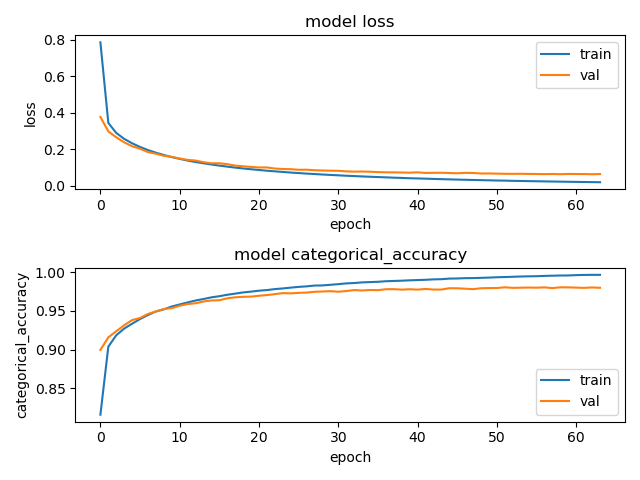 model loss
0.8
0.6
0.4
0.2
0.0
loss
train
val
0 10 20 30 40 50 60
epoch
model categorical_accuracy
1.00
0.95
0.90
0.85
categorical_accuracy
train
val
0 10 20 30 40 50 60
epoch